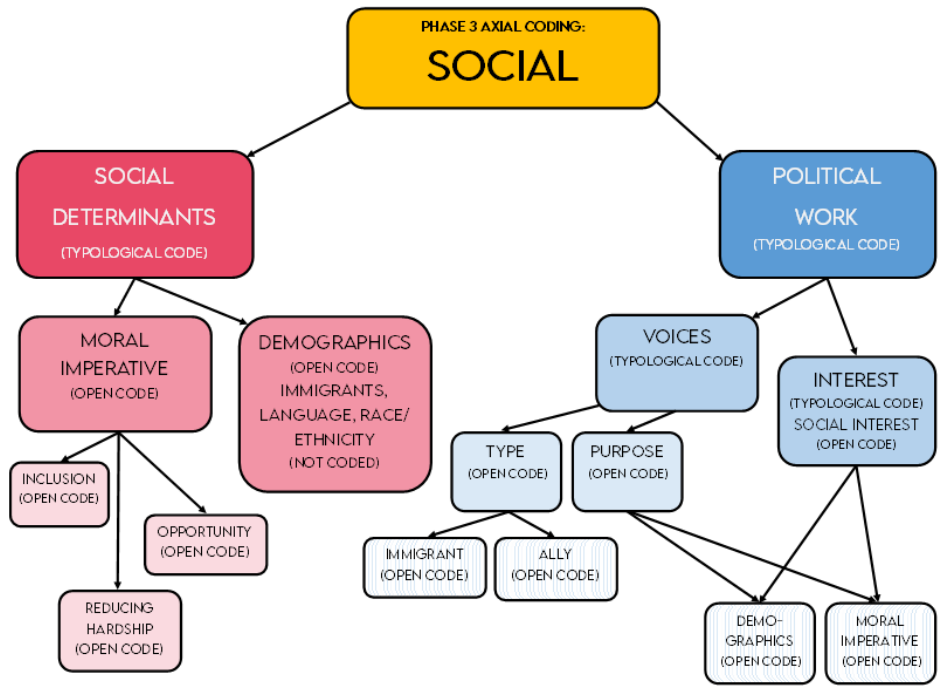 PHASE 3 AXIAL CODING:
SOCIAL
SOCIAL
DETERMINANTS
(TYPOLOGICAL CODE)
POLITICAL
WORK
(TYPOLOGICAL CODE)
MORAL
IMPERATIVE
(OPEN CODE)
DEMOGRAPHICS
(OPEN CODE)
IMMIGRANTS,
LANGUAGE, RACE/
ETHNICITY
(NOT CODED)
VOICES
(TYPOLOGICAL CODE)
INTEREST
(TYPOLOGICAL CODE)
SOCIAL INTEREST
(OPEN CODE)
TYPE
(OPEN CODE)
PURPOSE
(OPEN CODE)
INCLUSION
(OPEN CODE)
OPPORTUNITY
(OPEN CODE)
REDUCING
HARDSHIP
(OPEN CODE)
IMMIGRANT
(OPEN CODE)
ALLY
(OPEN CODE)
DEMO-
GRAPHICS
(OPEN CODE)
MORAL
IMPERATIVE
(OPEN CODE)